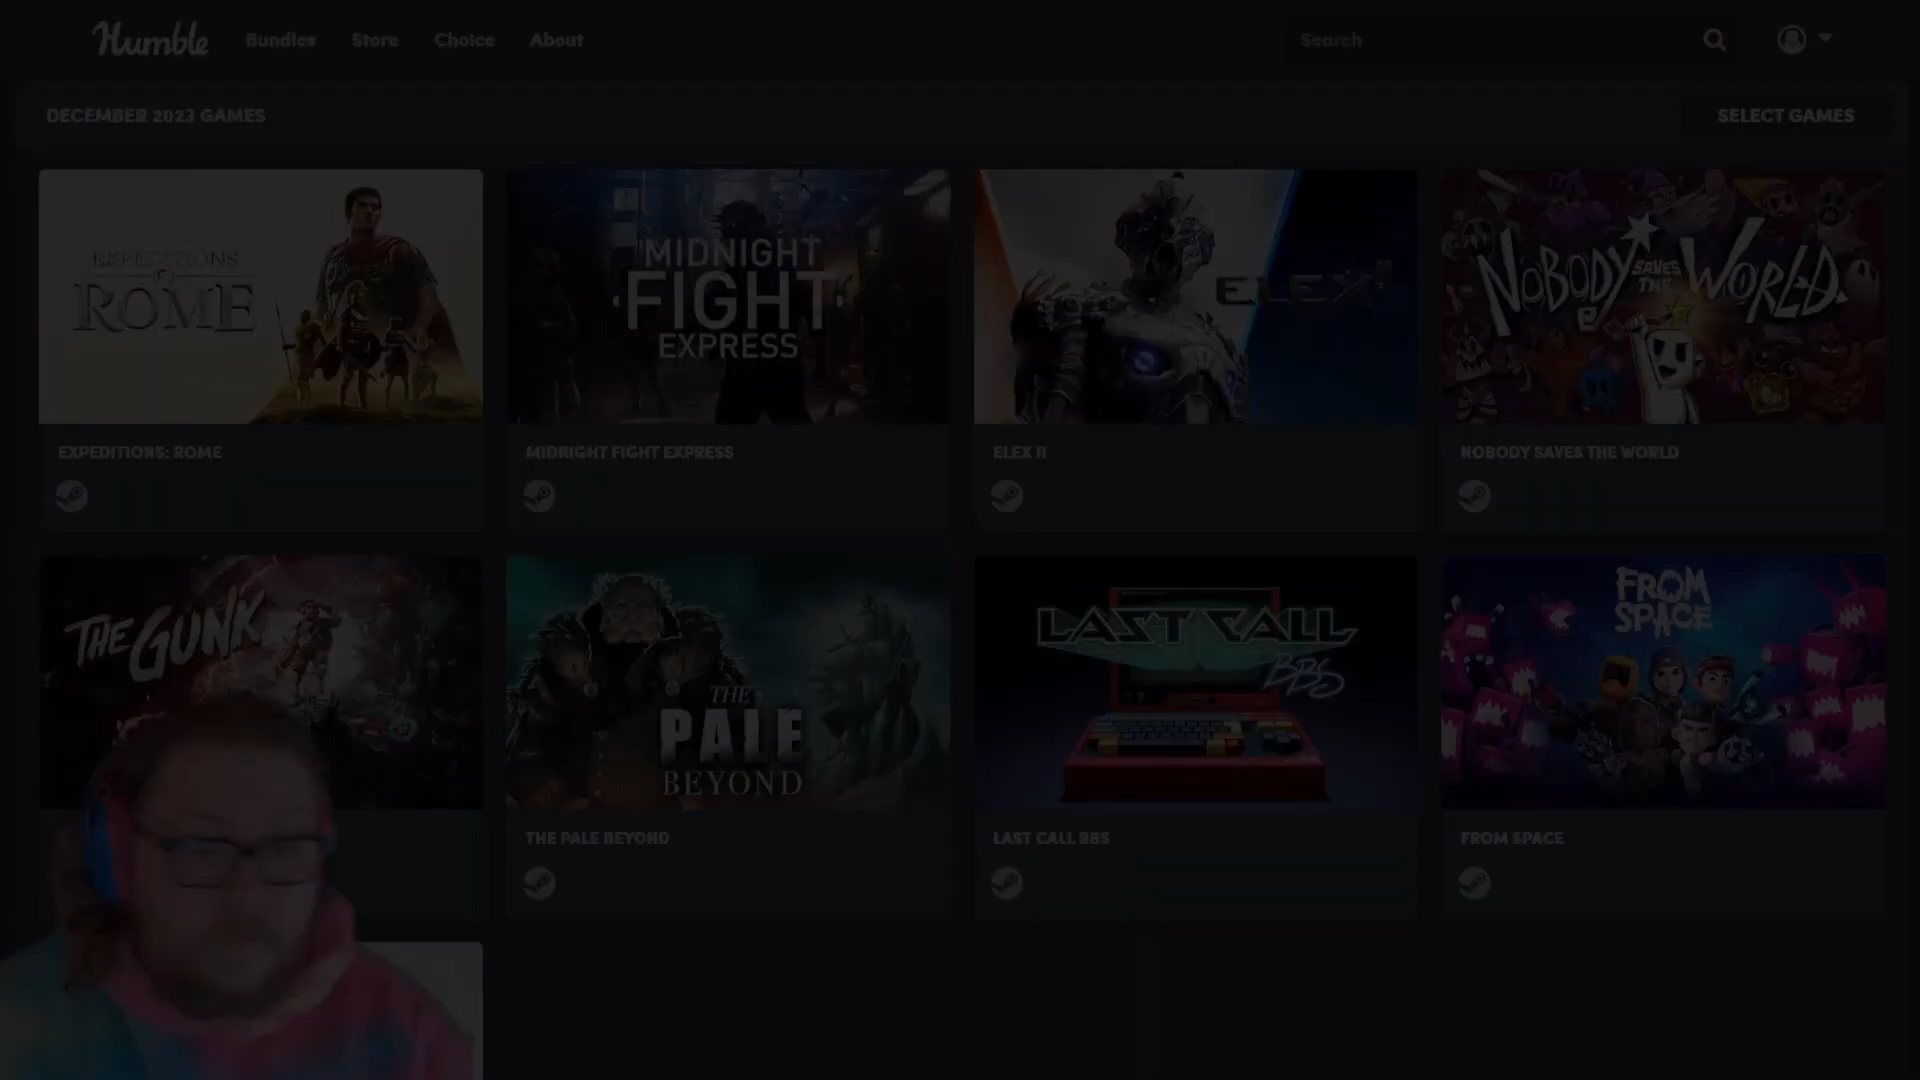 Humble Bundles Store Choice About Search
DECEMBER 2023 GAMES SELECT GAMES
EXPEDITIONS
ROME
MIDNIGHT
FIGHT
EXPRESS
ELEX II
NOBODY SAVES THE WORLD
EXPEDITIONS: ROME
MIDNIGHT FIGHT EXPRESS
ELEX II
NOBODY SAVES THE WORLD
THE GUNK
THE
PALE
BEYOND
LAST CALL
BBS
FROM
SPACE
THE PALE BEYOND
LAST CALL BBS
FROM SPACE